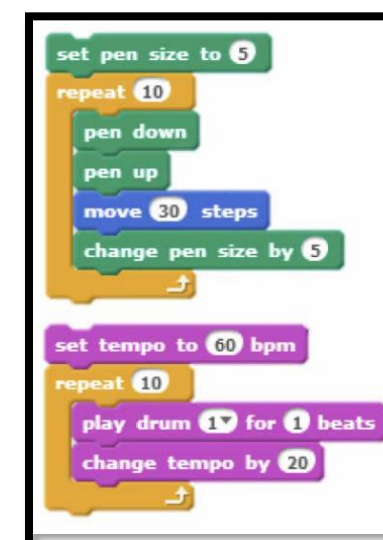 set pen size to 5
repeat 10
pen down
pen up
move 30 steps
change pen size by 5
set tempo to 60 bpm
repeat 10
play drum 1 for 1 beats
change tempo by 20